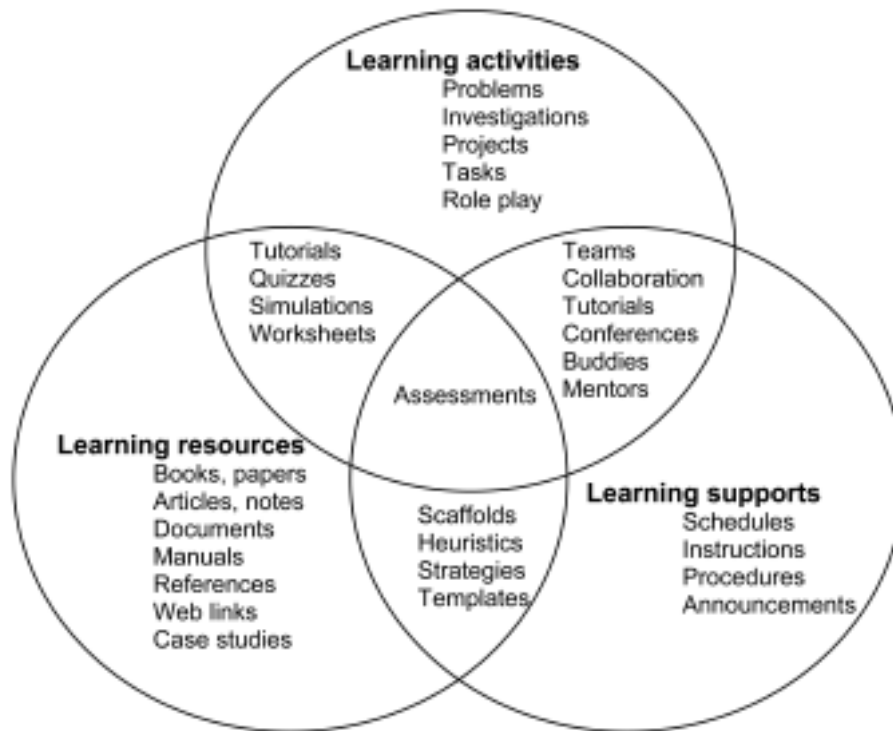 Learning activities
Problems
Investigations
Projects
Tasks
Role play
Tutorials
Quizzes
Simulations
Worksheets
Teams
Collaboration
Tutorials
Conferences
Buddies
Mentors
Assessments
Learning resources
Books, papers
Articles, notes
Documents
Manuals
References
Web links
Case studies
Scaffolds
Heuristics
Strategies
Templates
Learning supports
Schedules
Instructions
Procedures
Announcements